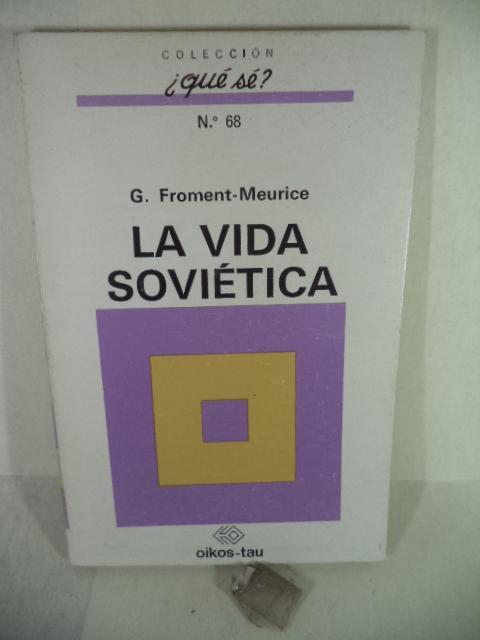 COLECCIÓN
¿qué sé?
N.° 68
G. Froment-Meurice
LA VIDA
SOVIÉTICA
oikos-tau